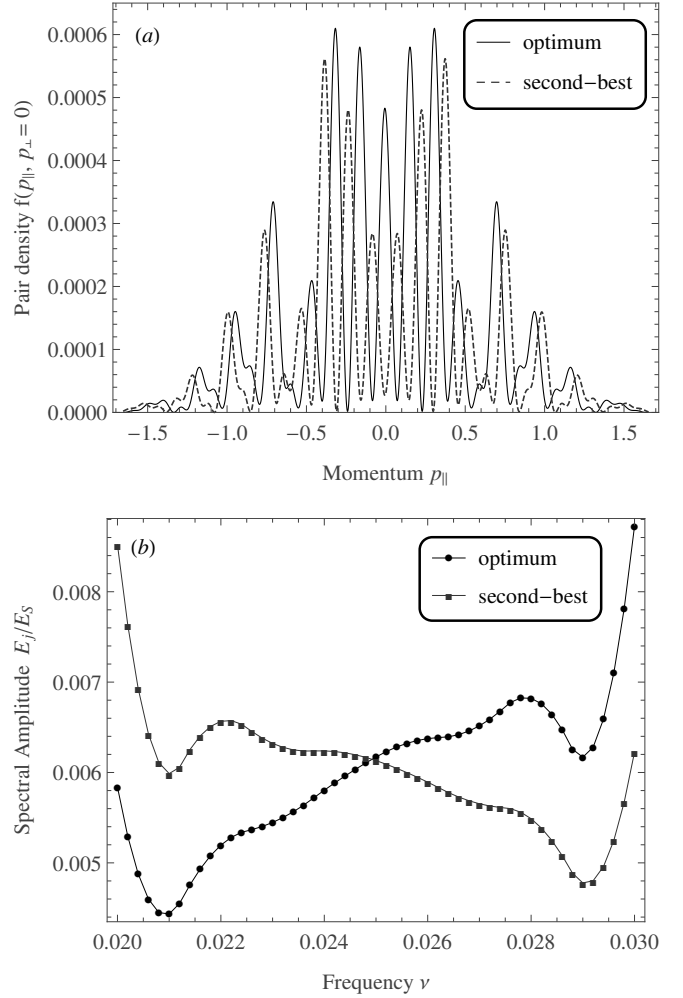 (a)
optimum
second−best
Pair density f(p∥, p⊥ = 0)
0.0006
0.0005
0.0004
0.0003
0.0002
0.0001
0.0000
−1.5 −1.0 −0.5 0.0 0.5 1.0 1.5
Momentum p∥
(b)
optimum
second−best
Spectral Amplitude E_j/E_S
0.008
0.007
0.006
0.005
0.020 0.022 0.024 0.026 0.028 0.030
Frequency ν